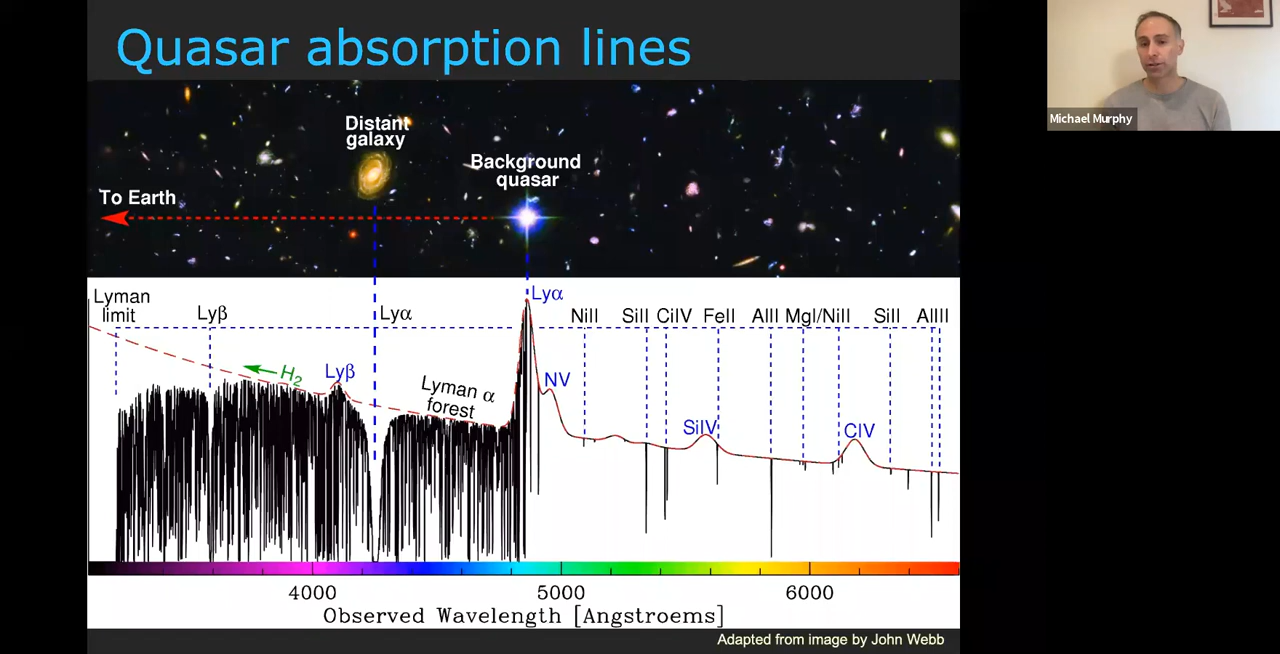 Quasar absorption lines
Michael Murphy
Distant
galaxy
Background
quasar
To Earth
Lyman
limit
Lyβ
Lyα
Lyα
NiII
SiII
CiIV
FeII
AlII
MgI/NiII
SiII
AlIII
H₂
Lyβ
Lyman α
forest
NV
SiIV
CIV
4000
5000
6000
Observed Wavelength [Angstroems]
Adapted from image by John Webb